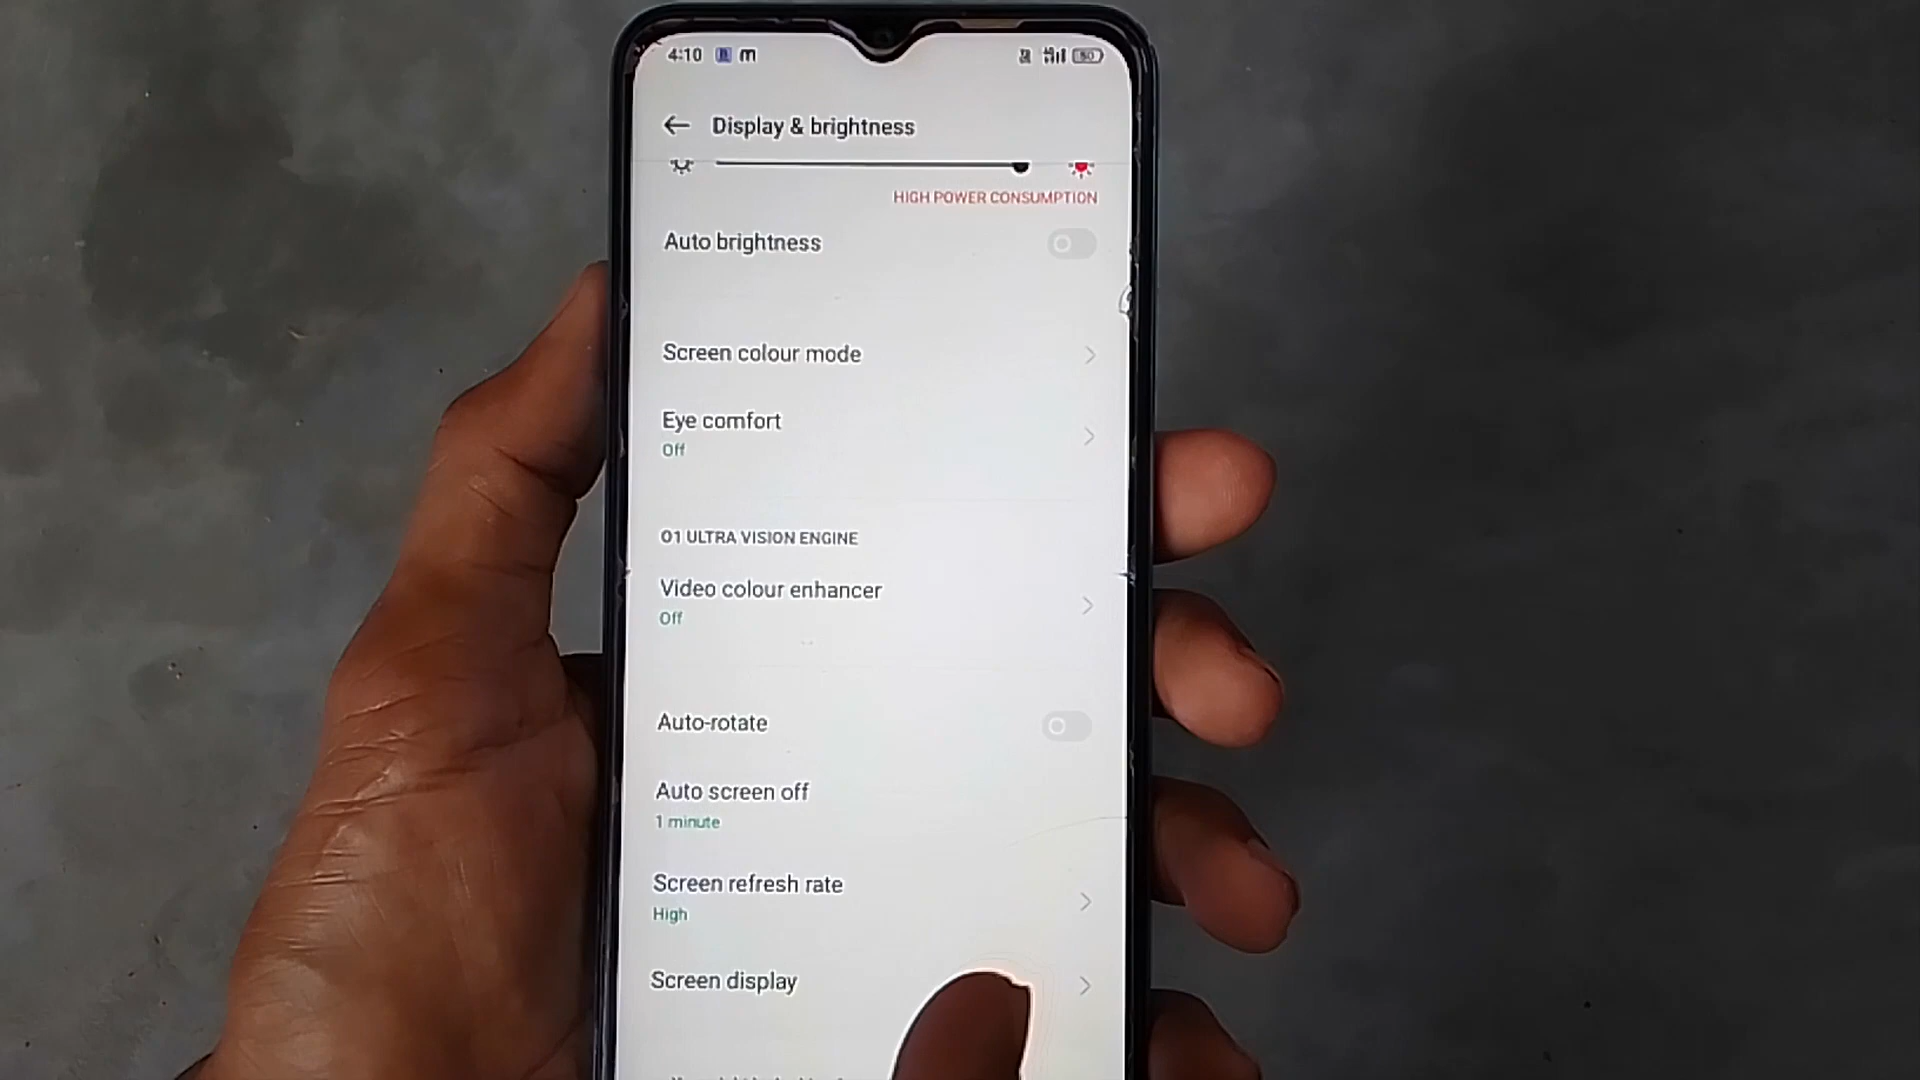 4:10 m 50
Display & brightness
HIGH POWER CONSUMPTION
Auto brightness
Screen colour mode
Eye comfort
Off
O1 ULTRA VISION ENGINE
Video colour enhancer
Off
Auto-rotate
Auto screen off
1 minute
Screen refresh rate
High
Screen display